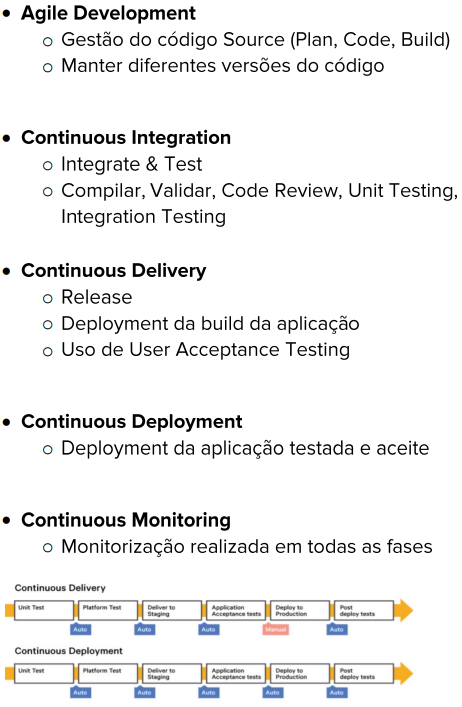 • Agile Development
o Gestão do código Source (Plan, Code, Build)
o Manter diferentes versões do código
• Continuous Integration
o Integrate & Test
o Compilar, Validar, Code Review, Unit Testing,
Integration Testing
• Continuous Delivery
o Release
o Deployment da build da aplicação
o Uso de User Acceptance Testing
• Continuous Deployment
o Deployment da aplicação testada e aceite
• Continuous Monitoring
o Monitorização realizada em todas as fases
Continuous Delivery
Unit Test
Platform Test
Deliver to
Staging
Application
Acceptance tests
Deploy to
Production
Post
deploy tests
Auto
Auto
Auto
Manual
Auto
Continuous Deployment
Unit Test
Platform Test
Deliver to
Staging
Application
Acceptance tests
Deploy to
Production
Post
deploy tests
Auto
Auto
Auto
Auto
Auto